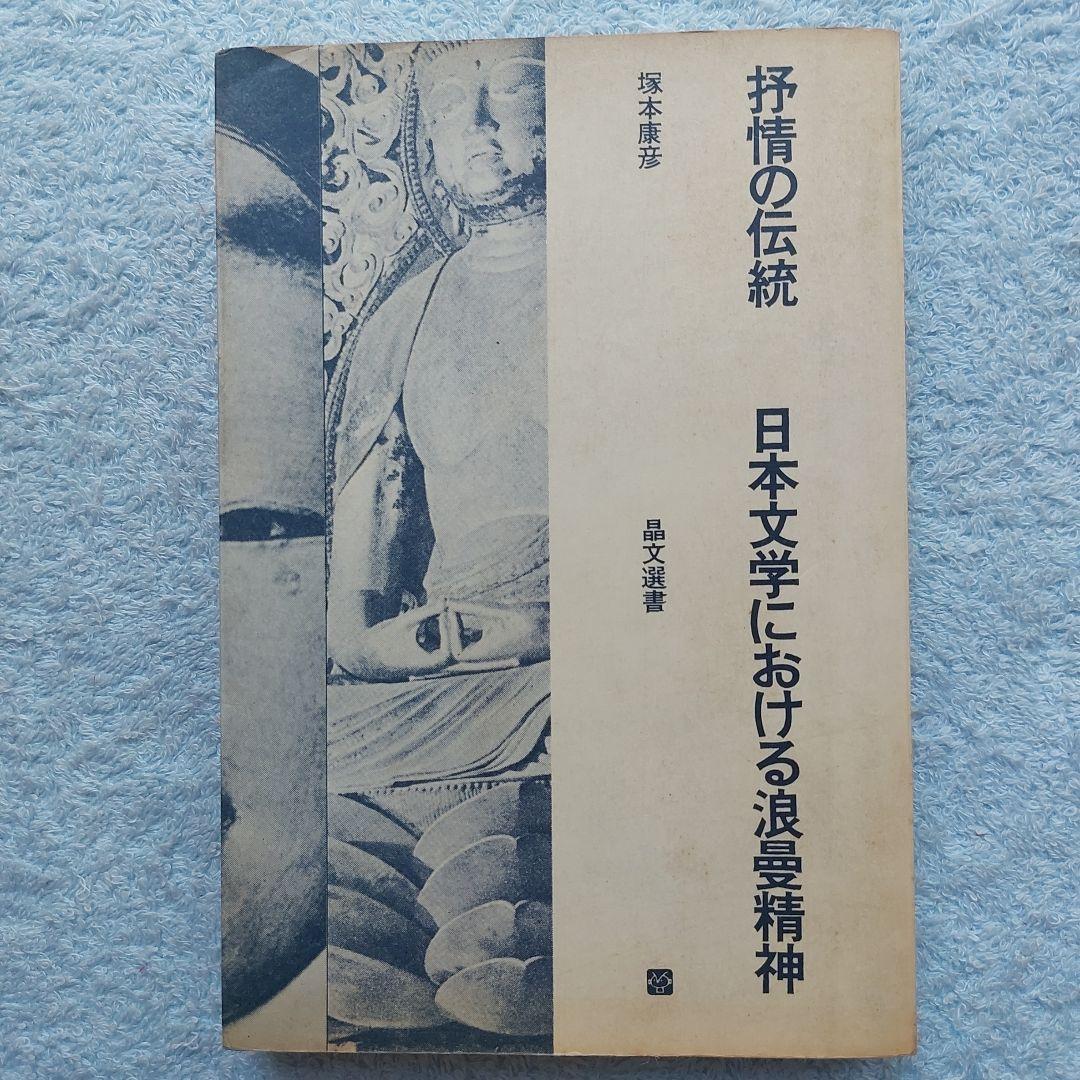 抒情の伝統 日本文学における浪曼精神
塚本康彦
晶文選書